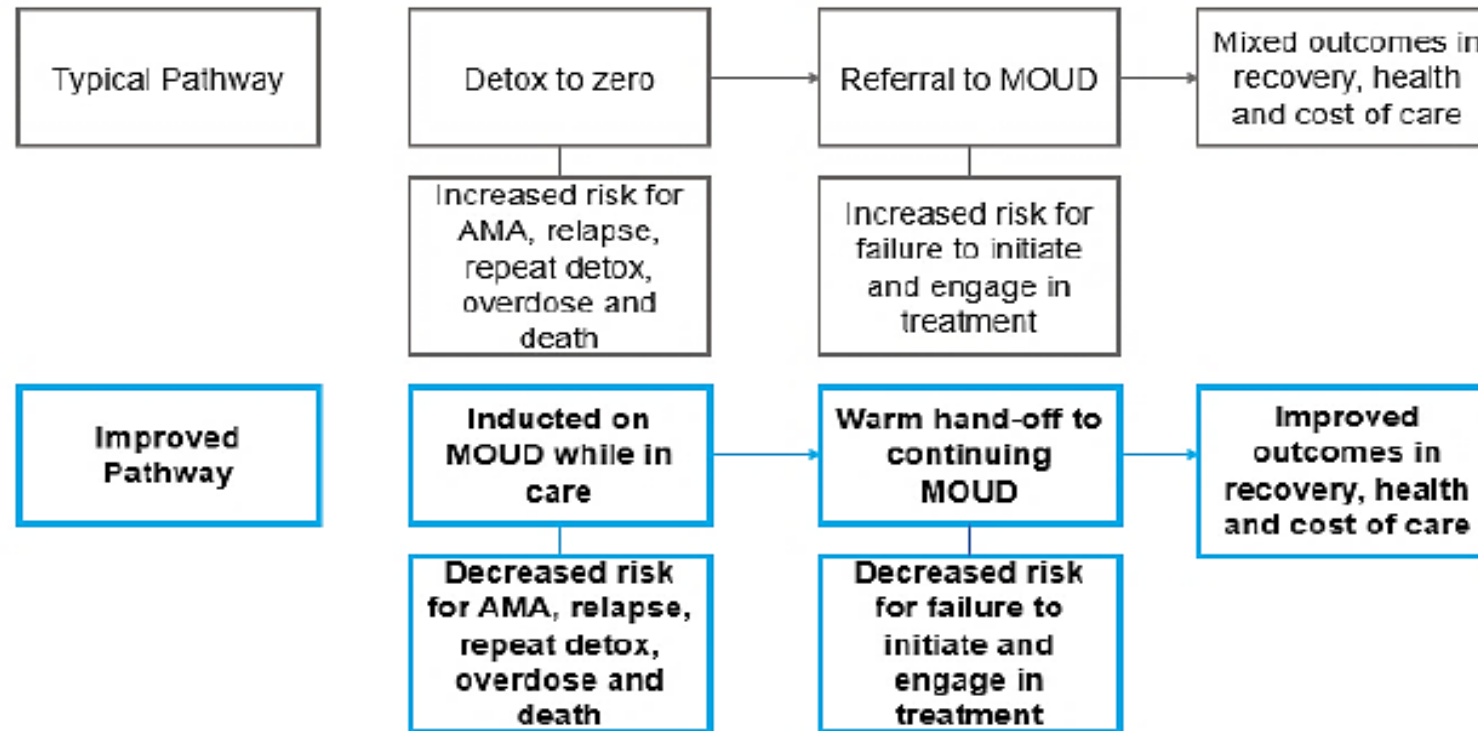 Typical Pathway
Detox to zero
Referral to MOUD
Mixed outcomes in
recovery, health
and cost of care
Increased risk for
AMA, relapse,
repeat detox,
overdose and
death
Increased risk for
failure to initiate
and engage in
treatment
Improved
Pathway
Inducted on
MOUD while in
care
Warm hand-off to
continuing
MOUD
Improved
outcomes in
recovery, health
and cost of care
Decreased risk
for AMA, relapse,
repeat detox,
overdose and
death
Decreased risk
for failure to
initiate and
engage in
treatment